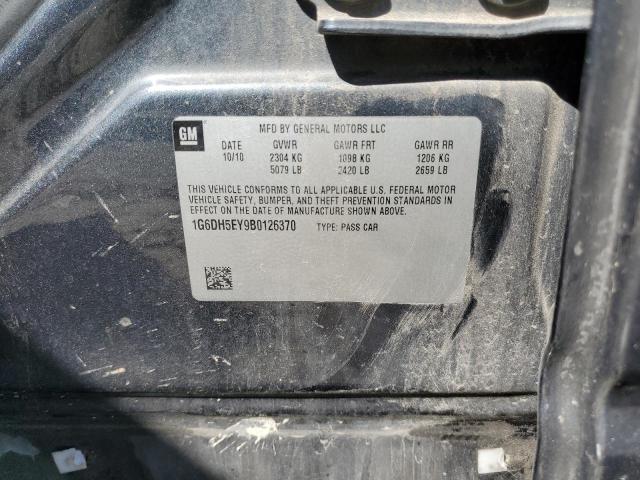 GM
MFD BY GENERAL MOTORS LLC
DATE GVWR GAWR FRT GAWR RR
10/10 2304 KG 1098 KG 1206 KG
5079 LB 2420 LB 2659 LB
THIS VEHICLE CONFORMS TO ALL APPLICABLE U.S. FEDERAL MOTOR
VEHICLE SAFETY, BUMPER, AND THEFT PREVENTION STANDARDS IN
EFFECT ON THE DATE OF MANUFACTURE SHOWN ABOVE.
1G6DH5EY9B0126370 TYPE: PASS CAR